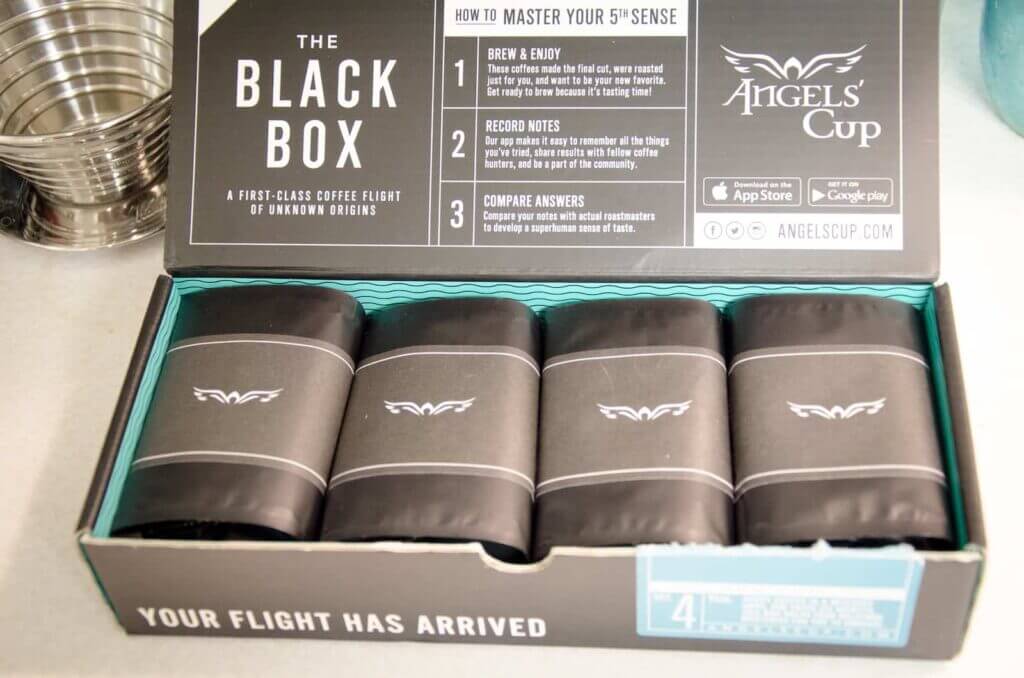 THE
BLACK
BOX
A FIRST-CLASS COFFEE FLIGHT
OF UNKNOWN ORIGINS
HOW TO MASTER YOUR 5TH SENSE
1
BREW & ENJOY
These coffees made the final cut, were roasted
just for you, and want to be your new favorite.
Get ready to brew because it's tasting time!
2
RECORD NOTES
Our app makes it easy to remember all the things
you've tried, share results with fellow coffee
hunters, and be a part of the community.
3
COMPARE ANSWERS
Compare your notes with actual roastmasters
to develop a superhuman sense of taste.
ANGELS'
CUP
Download on the
App Store
GET IT ON
Google play
ANGELSCUP.COM
YOUR FLIGHT HAS ARRIVED
4